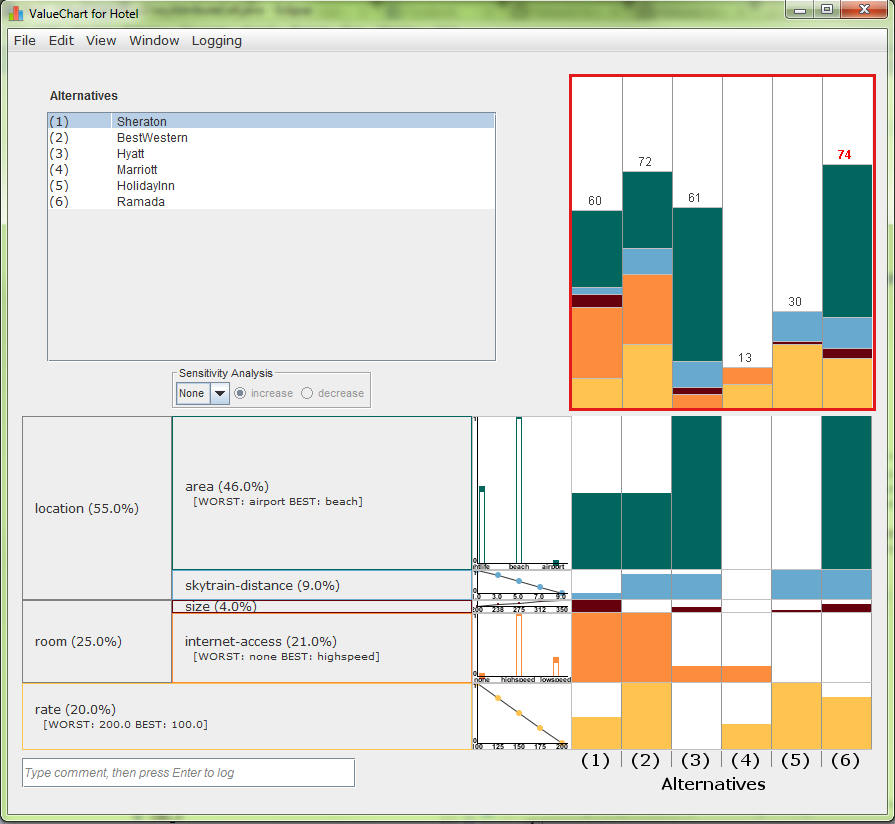 ValueChart for Hotel
File Edit View Window Logging
Alternatives
(1) Sheraton
(2) BestWestern
(3) Hyatt
(4) Marriott
(5) HolidayInn
(6) Ramada
60 72 61 13 30 74
Sensitivity Analysis
None increase decrease
location (55.0%)
area (46.0%)
[WORST: airport BEST: beach]
1
0
beach airport
skytrain-distance (9.0%)
1
0
3.0 5.0 7.0 9.0
size (4.0%)
238 275 312 350
room (25.0%)
internet-access (21.0%)
[WORST: none BEST: highspeed]
1
0
none highspeed lowspeed
rate (20.0%)
[WORST: 200.0 BEST: 100.0]
1
0
125 150 175 200
(1) (2) (3) (4) (5) (6)
Alternatives
Type comment, then press Enter to log